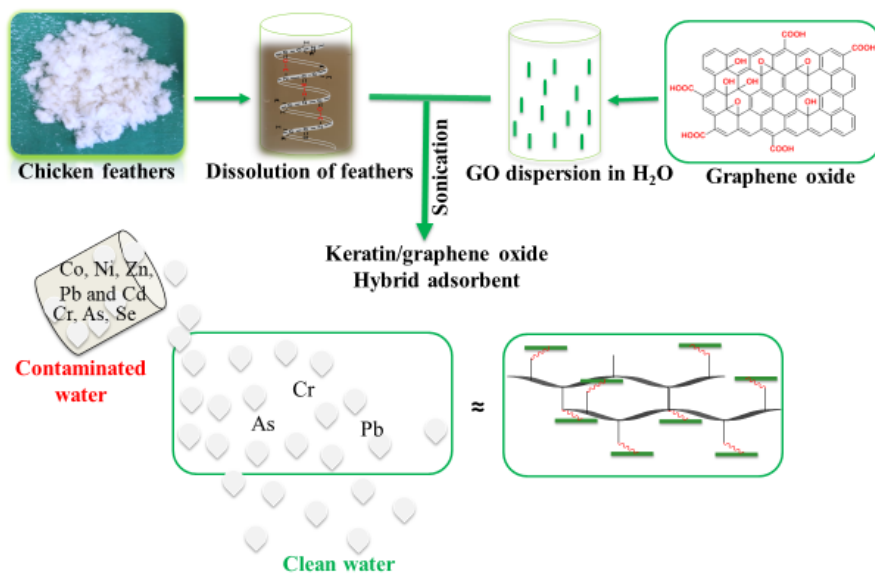 COOH
COOH
OH
O
O
OH
OH
O
HOOC
O
OH
HOOC
COOH
COOH
Chicken feathers
Dissolution of feathers
GO dispersion in H₂O
Graphene oxide
Sonication
Keratin/graphene oxide
Hybrid adsorbent
Co, Ni, Zn,
Pb and Cd
Cr, As, Se
Contaminated
water
Cr
As
Pb
≈
Clean water